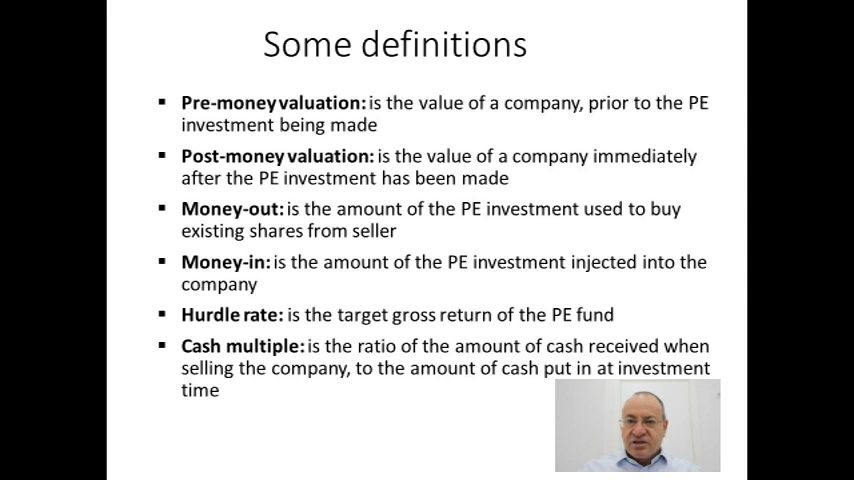 Some definitions
▪ Pre-money valuation: is the value of a company, prior to the PE
investment being made
▪ Post-money valuation: is the value of a company immediately
after the PE investment has been made
▪ Money-out: is the amount of the PE investment used to buy
existing shares from seller
▪ Money-in: is the amount of the PE investment injected into the
company
▪ Hurdle rate: is the target gross return of the PE fund
▪ Cash multiple: is the ratio of the amount of cash received when
selling the company, to the amount of cash put in at investment
time